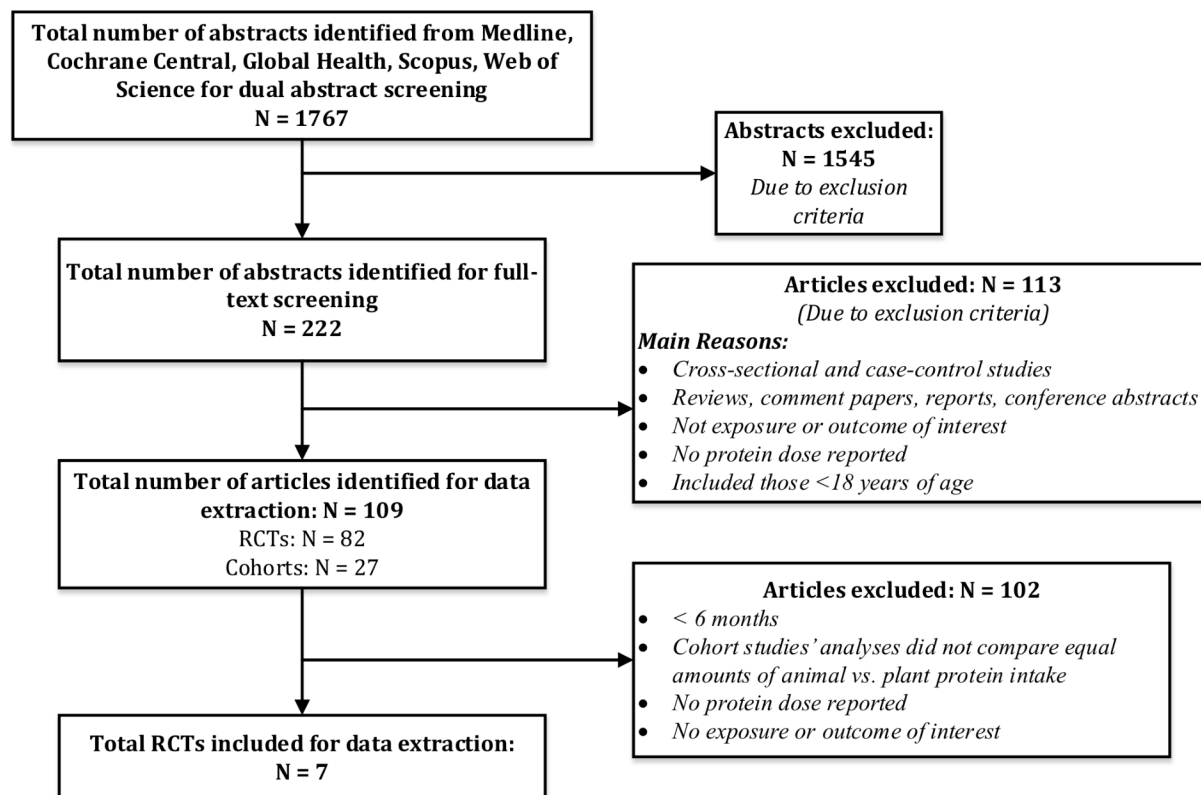 Total number of abstracts identified from Medline,
Cochrane Central, Global Health, Scopus, Web of
Science for dual abstract screening
N = 1767
Abstracts excluded:
N = 1545
Due to exclusion
criteria
Total number of abstracts identified for full-
text screening
N = 222
Articles excluded: N = 113
(Due to exclusion criteria)
Main Reasons:
• Cross-sectional and case-control studies
• Reviews, comment papers, reports, conference abstracts
• Not exposure or outcome of interest
• No protein dose reported
• Included those <18 years of age
Total number of articles identified for data
extraction: N = 109
RCTs: N = 82
Cohorts: N = 27
Articles excluded: N = 102
• < 6 months
• Cohort studies' analyses did not compare equal
amounts of animal vs. plant protein intake
• No protein dose reported
• No exposure or outcome of interest
Total RCTs included for data extraction:
N = 7